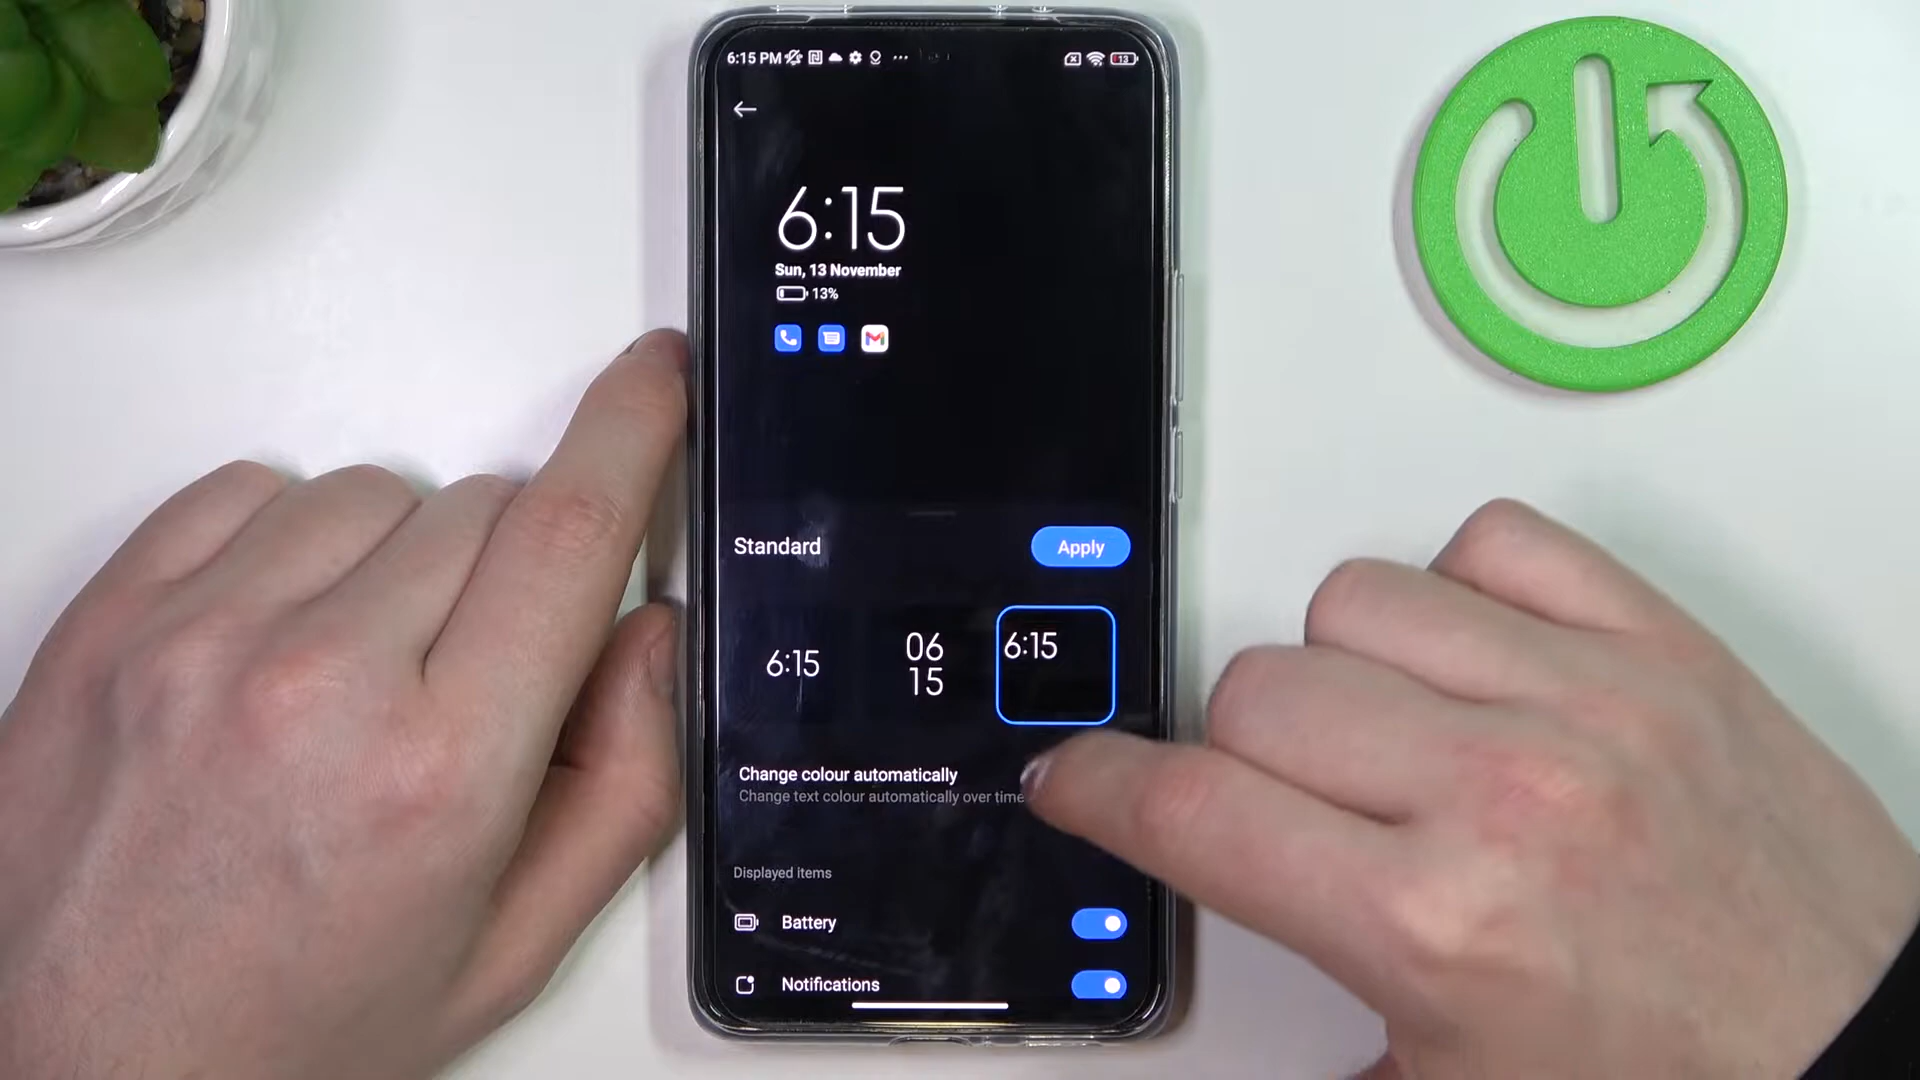 6:15 PM
13
6:15
Sun, 13 November
13%
Standard
Apply
6:15
06
15
6:15
Change colour automatically
Change text colour automatically over time
Displayed items
Battery
Notifications